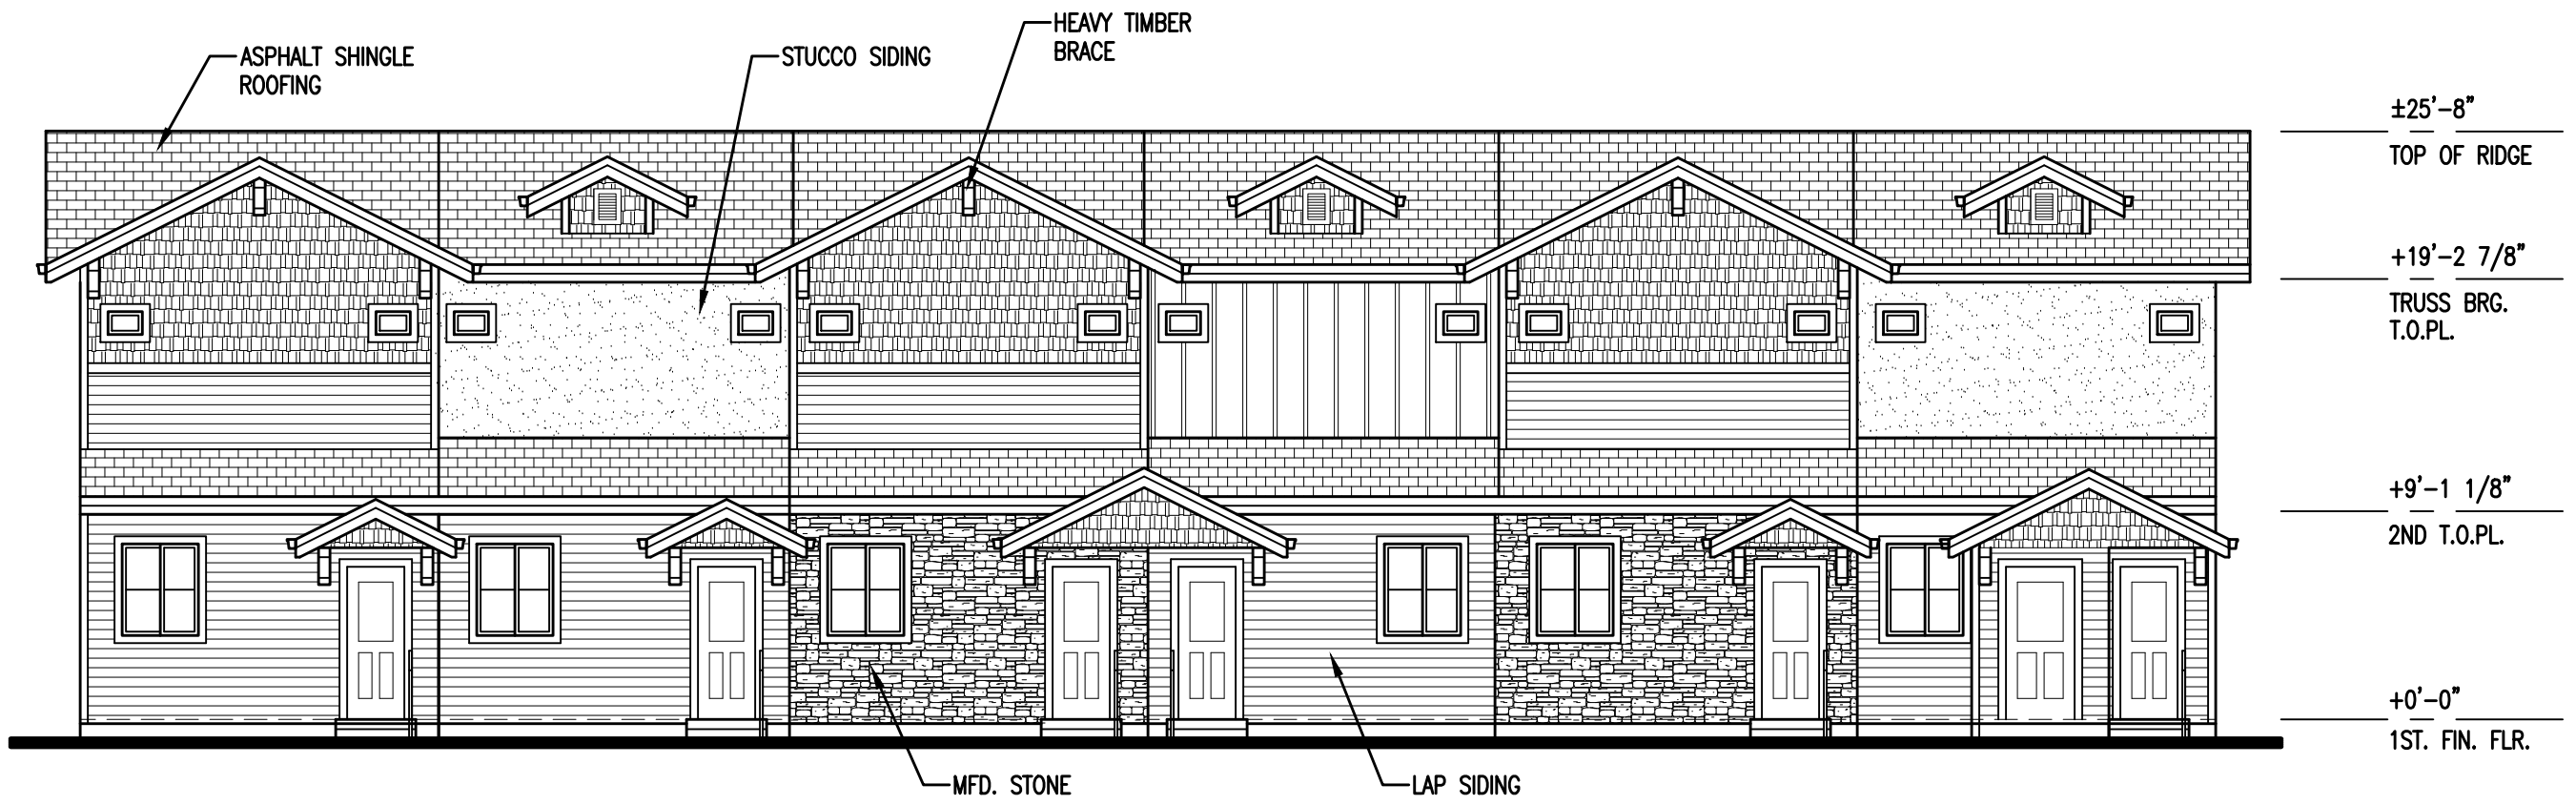 HEAVY TIMBER
BRACE
ASPHALT SHINGLE
ROOFING
STUCCO SIDING
±25'-8"
TOP OF RIDGE
+19'-2 7/8"
TRUSS BRG.
T.O.PL.
+9'-1 1/8"
2ND T.O.PL.
+0'-0"
1ST. FIN. FLR.
MFD. STONE
LAP SIDING